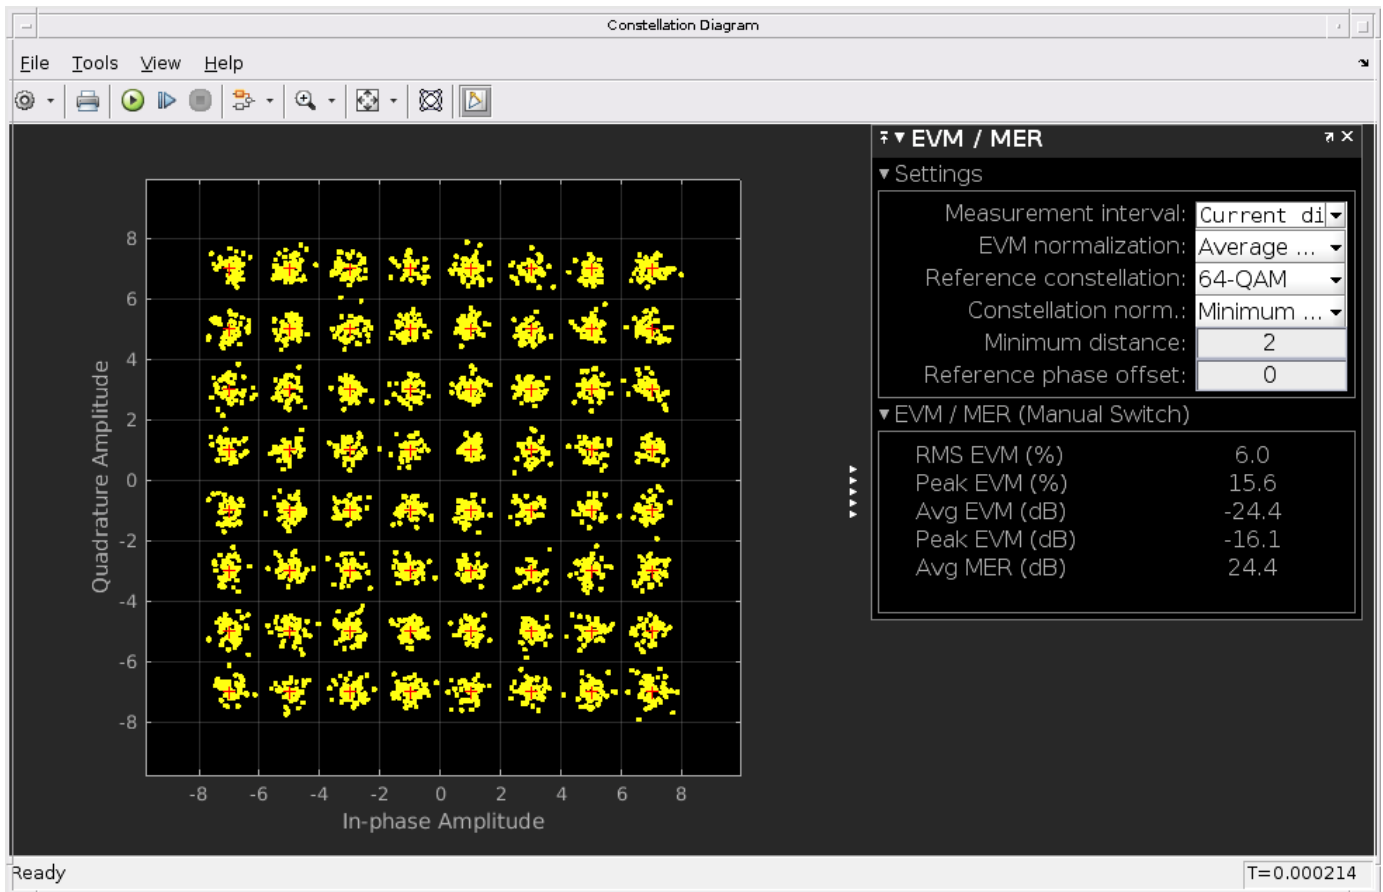 Constellation Diagram
File Tools View Help
EVM / MER
Settings
Measurement interval: Current di
EVM normalization: Average ...
Reference constellation: 64-QAM
Constellation norm.: Minimum ...
Minimum distance: 2
Reference phase offset: 0
EVM / MER (Manual Switch)
RMS EVM (%) 6.0
Peak EVM (%) 15.6
Avg EVM (dB) -24.4
Peak EVM (dB) -16.1
Avg MER (dB) 24.4
Quadrature Amplitude
8
6
4
2
0
-2
-4
-6
-8
-8 -6 -4 -2 0 2 4 6 8
In-phase Amplitude
Ready
T=0.000214